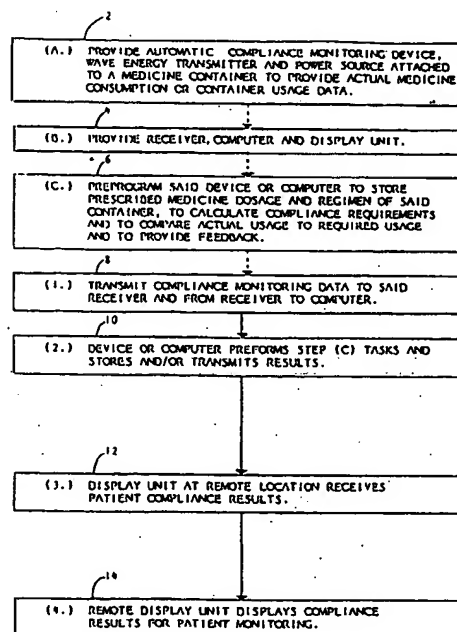 2
(A.) PROVIDE AUTOMATIC COMPLIANCE MONITORING DEVICE,
WAVE ENERGY TRANSMITTER AND POWER SOURCE ATTACHED
TO A MEDICINE CONTAINER TO PROVIDE ACTUAL MEDICINE
CONSUMPTION OR CONTAINER USAGE DATA.
4
(B.) PROVIDE RECEIVER, COMPUTER AND DISPLAY UNIT.
6
(C.) PREPROGRAM SAID DEVICE OR COMPUTER TO STORE
PRESCRIBED MEDICINE DOSAGE AND REGIMEN OF SAID
CONTAINER, TO CALCULATE COMPLIANCE REQUIREMENTS
AND TO COMPARE ACTUAL USAGE TO REQUIRED USAGE
AND TO PROVIDE FEEDBACK.
8
(1.) TRANSMIT COMPLIANCE MONITORING DATA TO SAID
RECEIVER AND FROM RECEIVER TO COMPUTER.
10
(2.) DEVICE OR COMPUTER PREFORMS STEP (C) TASKS AND
STORES AND/OR TRANSMITS RESULTS.
12
(3.) DISPLAY UNIT AT REMOTE LOCATION RECEIVES
PATIENT COMPLIANCE RESULTS.
14
(4.) REMOTE DISPLAY UNIT DISPLAYS COMPLIANCE
RESULTS FOR PATIENT MONITORING.